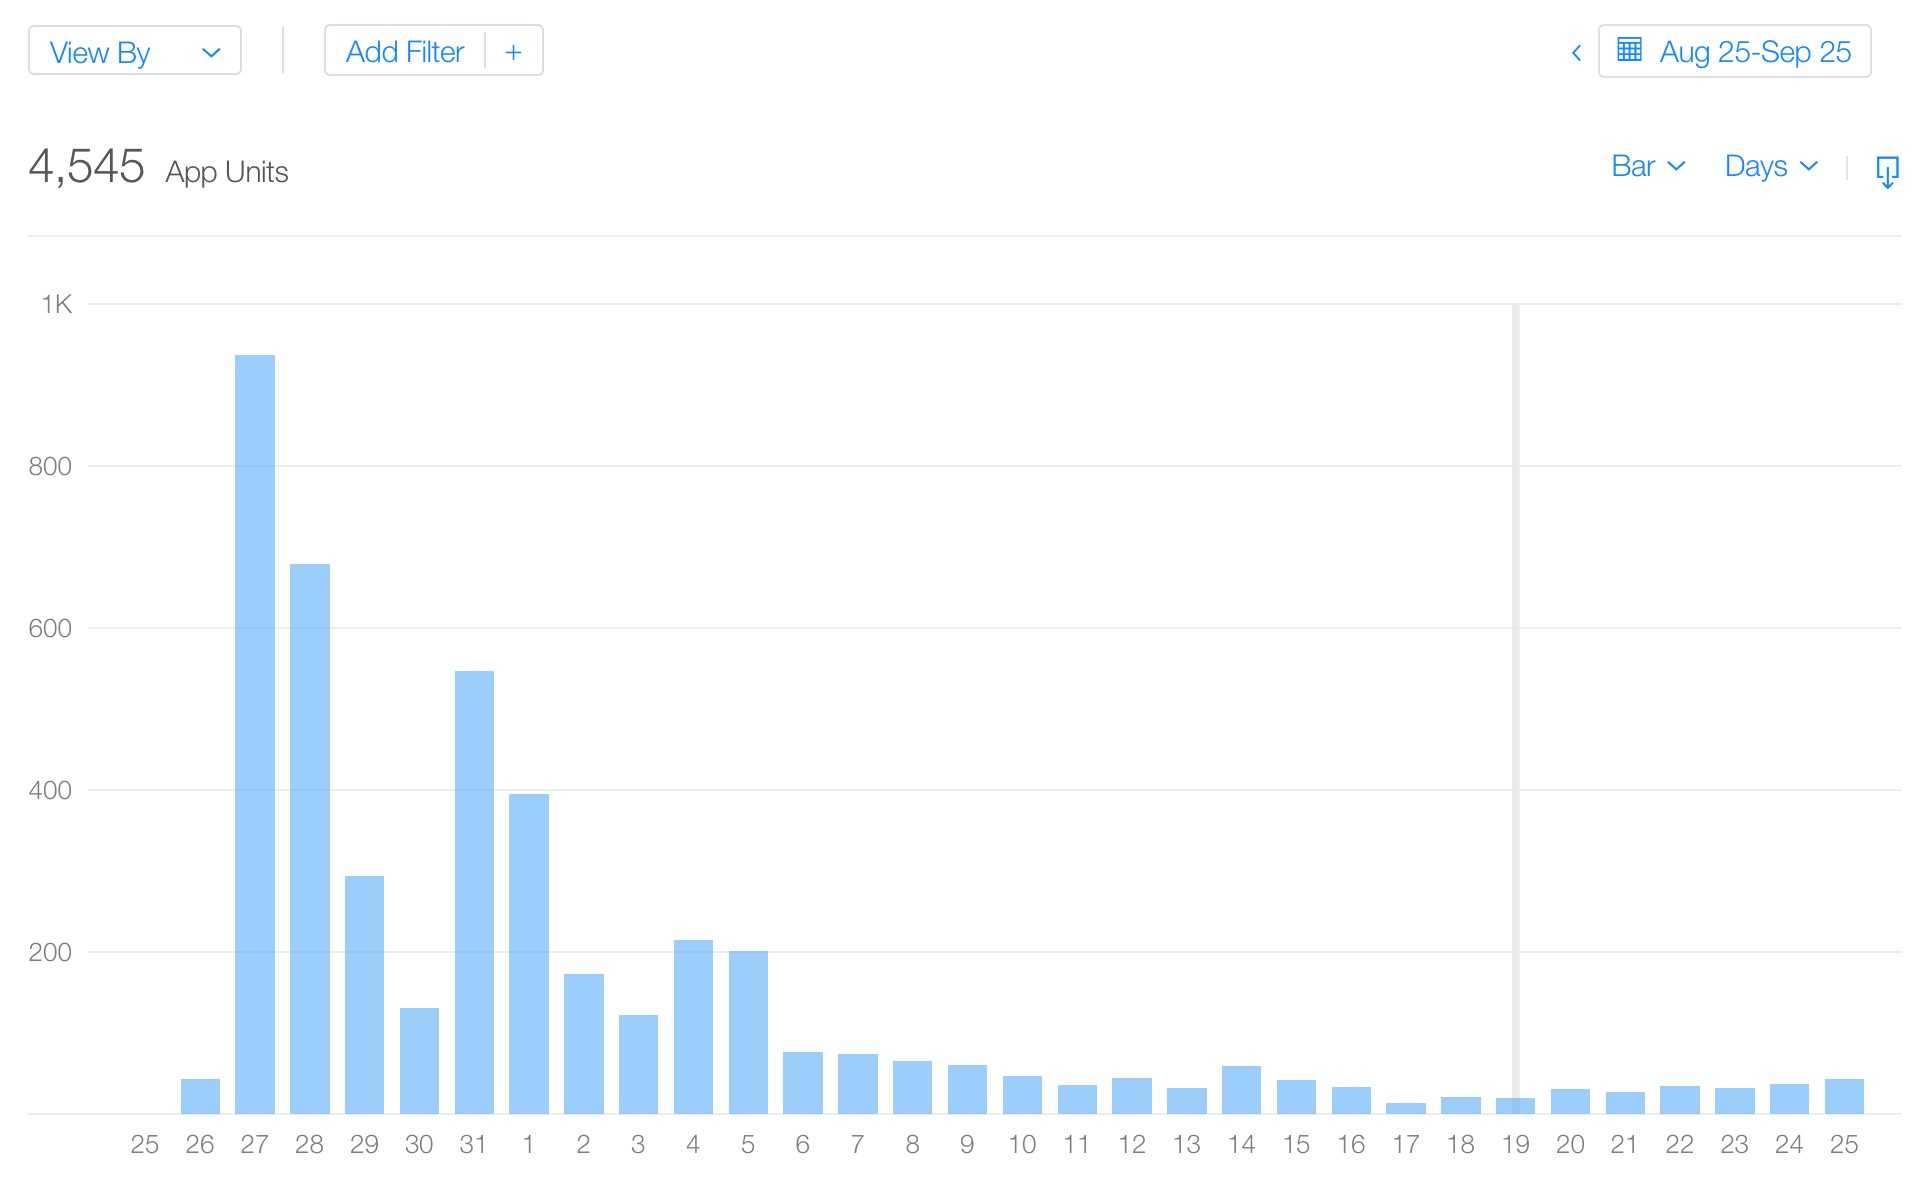 View By
Add Filter +
Aug 25-Sep 25
4,545 App Units
Bar
Days
1K
800
600
400
200
25 26 27 28 29 30 31 1 2 3 4 5 6 7 8 9 10 11 12 13 14 15 16 17 18 19 20 21 22 23 24 25